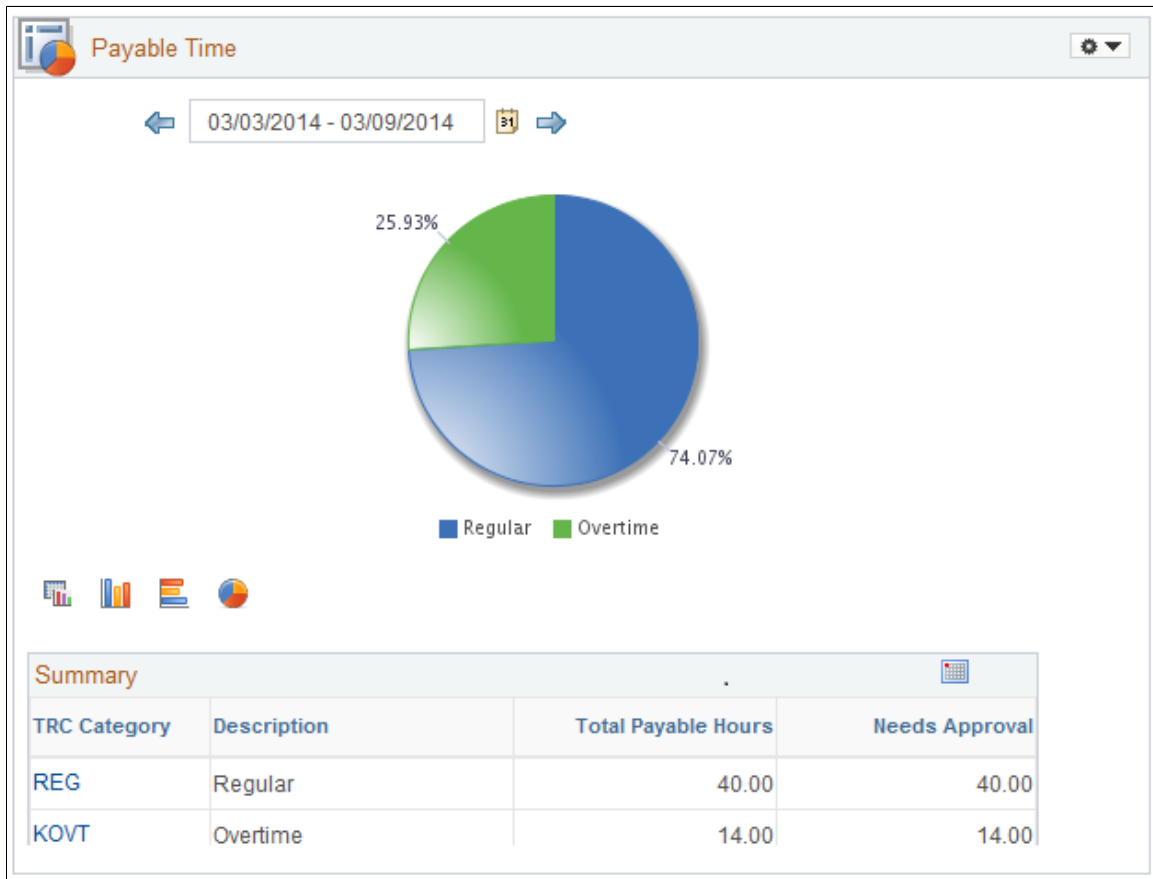 Payable Time
03/03/2014 - 03/09/2014
31
25.93%
74.07%
Regular Overtime
Summary .
TRC Category Description Total Payable Hours Needs Approval
REG Regular 40.00 40.00
KOVT Overtime 14.00 14.00